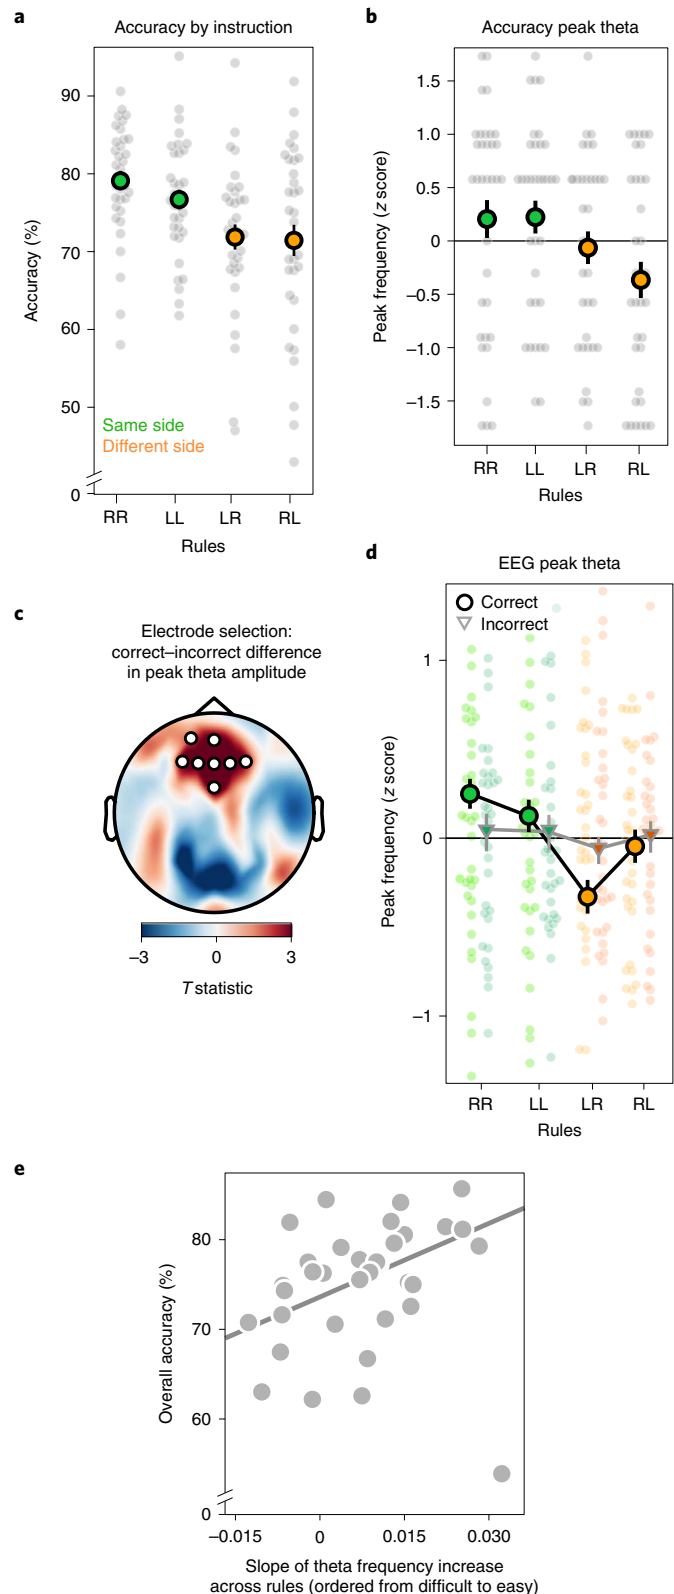 a
Accuracy by instruction
Accuracy (%)
90
80
70
60
50
0
Same side
Different side
RR LL LR RL
Rules
b
Accuracy peak theta
Peak frequency (z score)
1.5
1.0
0.5
0
–0.5
–1.0
–1.5
RR LL LR RL
Rules
c
Electrode selection:
correct–incorrect difference
in peak theta amplitude
–3 0 3
T statistic
d
EEG peak theta
Correct
Incorrect
Peak frequency (z score)
1
0
–1
RR LL LR RL
Rules
e
Overall accuracy (%)
80
70
60
0
–0.015 0 0.015 0.030
Slope of theta frequency increase
across rules (ordered from difficult to easy)